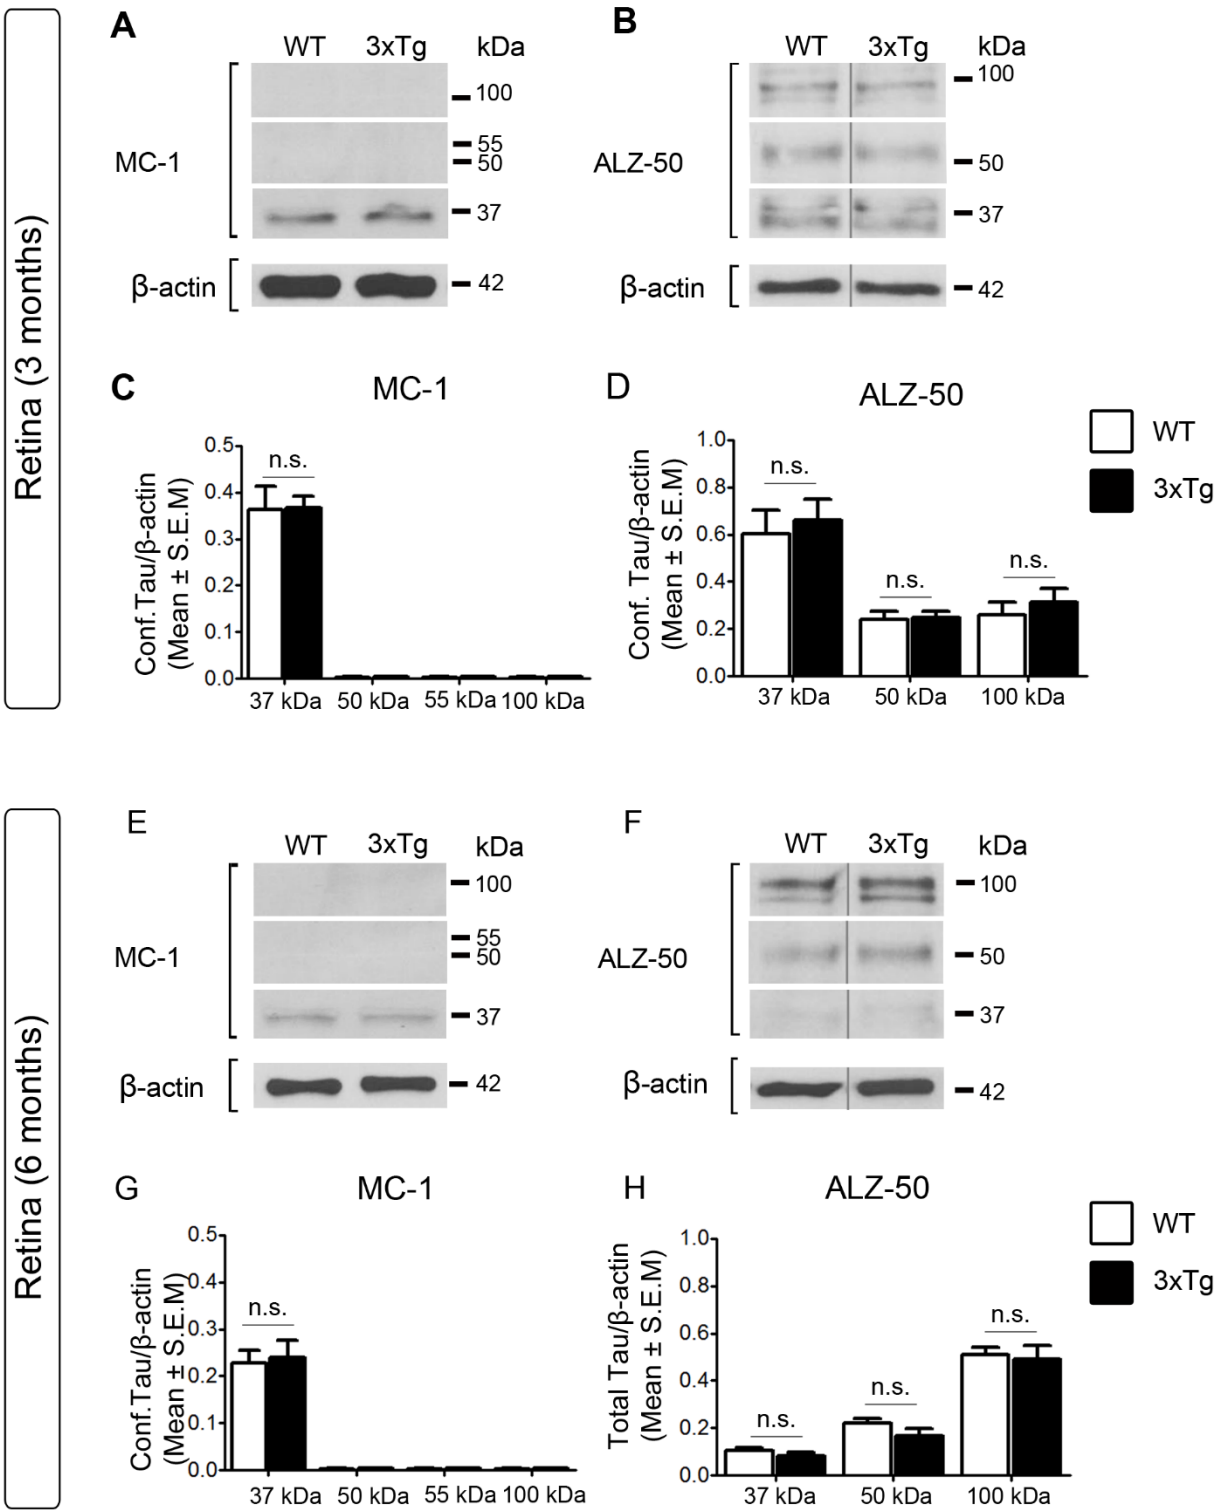 Retina (3 months)
A
WT 3xTg kDa
MC-1
100
55
50
37
β-actin
42
B
WT 3xTg kDa
ALZ-50
100
50
37
β-actin
42
C
MC-1
Conf.Tau/β-actin
(Mean ± S.E.M)
0.5
0.4
0.3
0.2
0.1
0.0
n.s.
37 kDa 50 kDa 55 kDa 100 kDa
D
ALZ-50
Conf. Tau/β-actin
(Mean ± S.E.M)
1.0
0.8
0.6
0.4
0.2
0.0
n.s.
n.s.
n.s.
37 kDa 50 kDa 100 kDa
WT
3xTg
Retina (6 months)
E
WT 3xTg kDa
MC-1
100
55
50
37
β-actin
42
F
WT 3xTg kDa
ALZ-50
100
50
37
β-actin
42
G
MC-1
Conf.Tau/β-actin
(Mean ± S.E.M)
0.5
0.4
0.3
0.2
0.1
0.0
n.s.
37 kDa 50 kDa 55 kDa 100 kDa
H
ALZ-50
Total Tau/β-actin
(Mean ± S.E.M)
1.0
0.8
0.6
0.4
0.2
0.0
n.s.
n.s.
n.s.
37 kDa 50 kDa 100 kDa
WT
3xTg